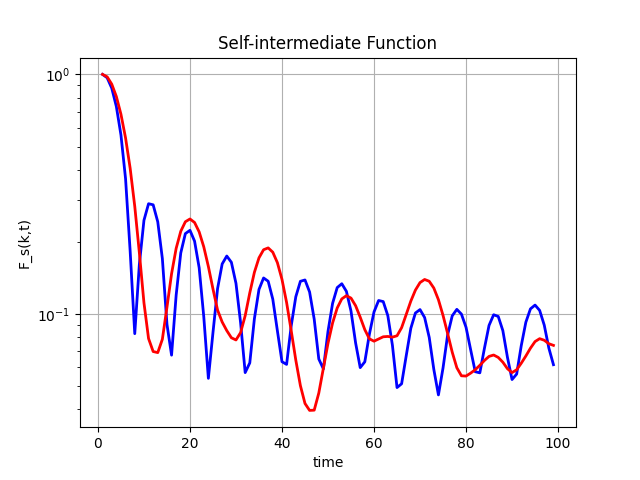 Self-intermediate Function
F_s(k,t)
10⁰
10⁻¹
0 20 40 60 80 100
time